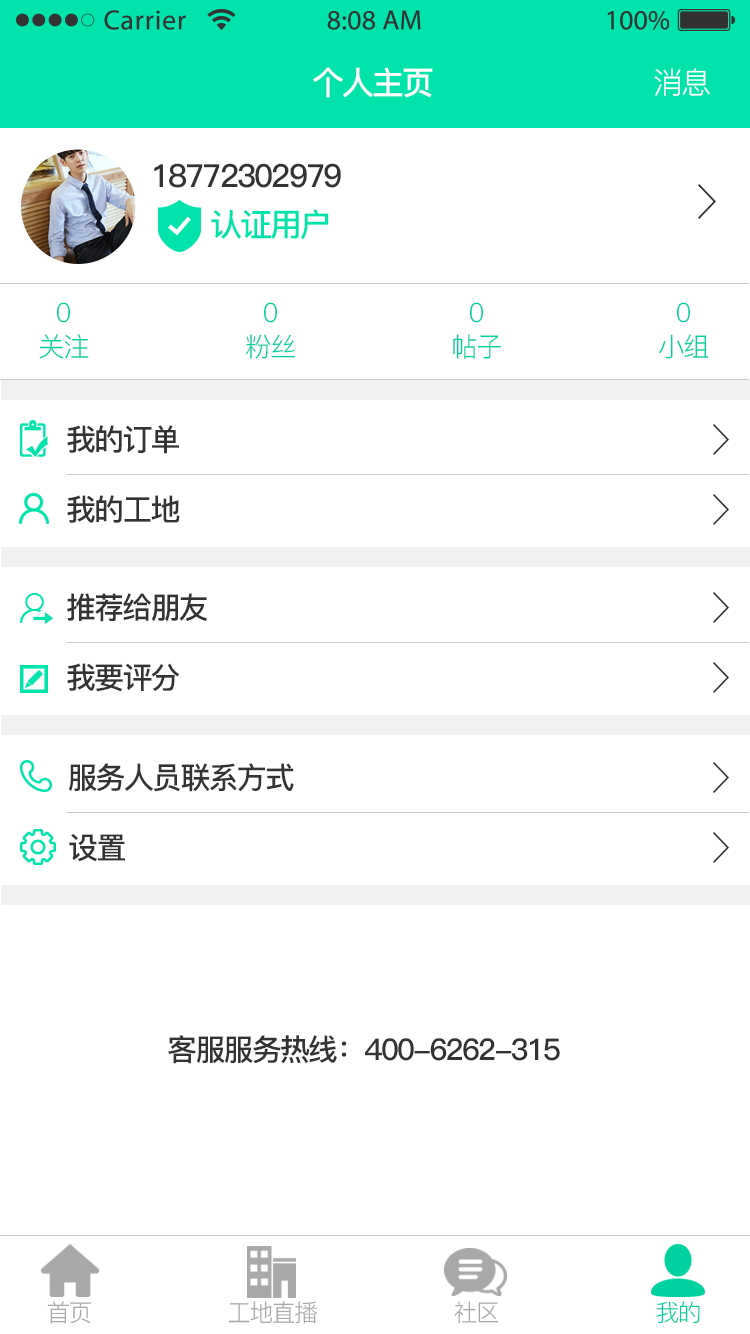 Carrier 8:08 AM 100%
个人主页 消息
18772302979
认证用户
0 0 0 0
关注 粉丝 帖子 小组
我的订单
我的工地
推荐给朋友
我要评分
服务人员联系方式
设置
客服服务热线：400-6262-315
首页 工地直播 社区 我的